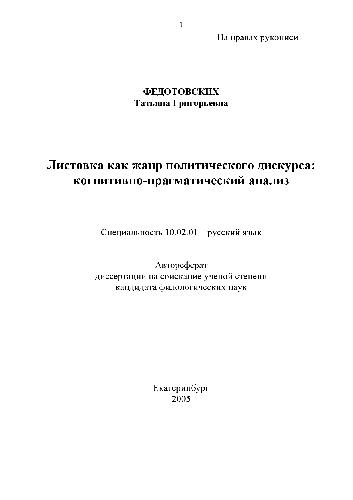 1
На правах рукописи
ФЕДОТОВСКИХ
Татьяна Григорьевна
Листовка как жанр политического дискурса:
когнитивно-прагматический анализ
Специальность 10.02.01 – русский язык
Автореферат
диссертации на соискание ученой степени
кандидата филологических наук
Екатеринбург
2005